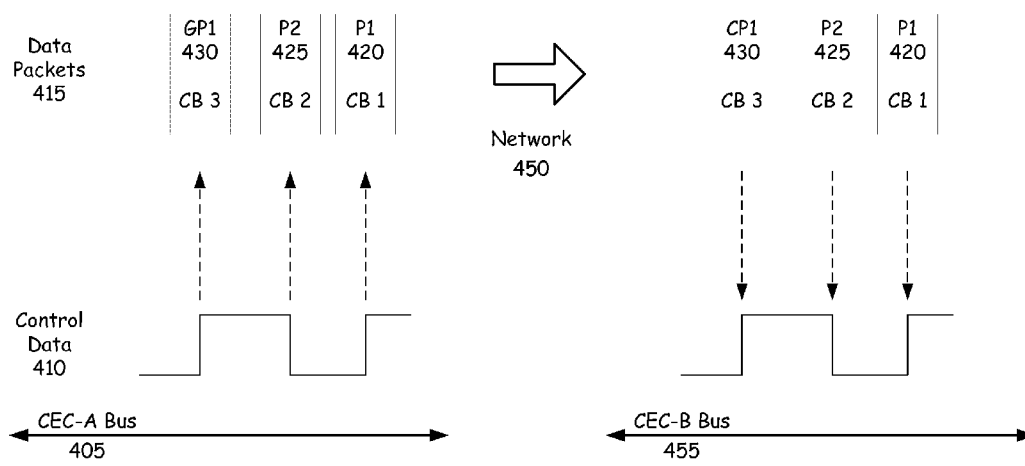 Data
Packets
415
GP1
430
CB 3
P2
425
CB 2
P1
420
CB 1
Network
450
CP1
430
CB 3
P2
425
CB 2
P1
420
CB 1
Control
Data
410
CEC-A Bus
405
CEC-B Bus
455